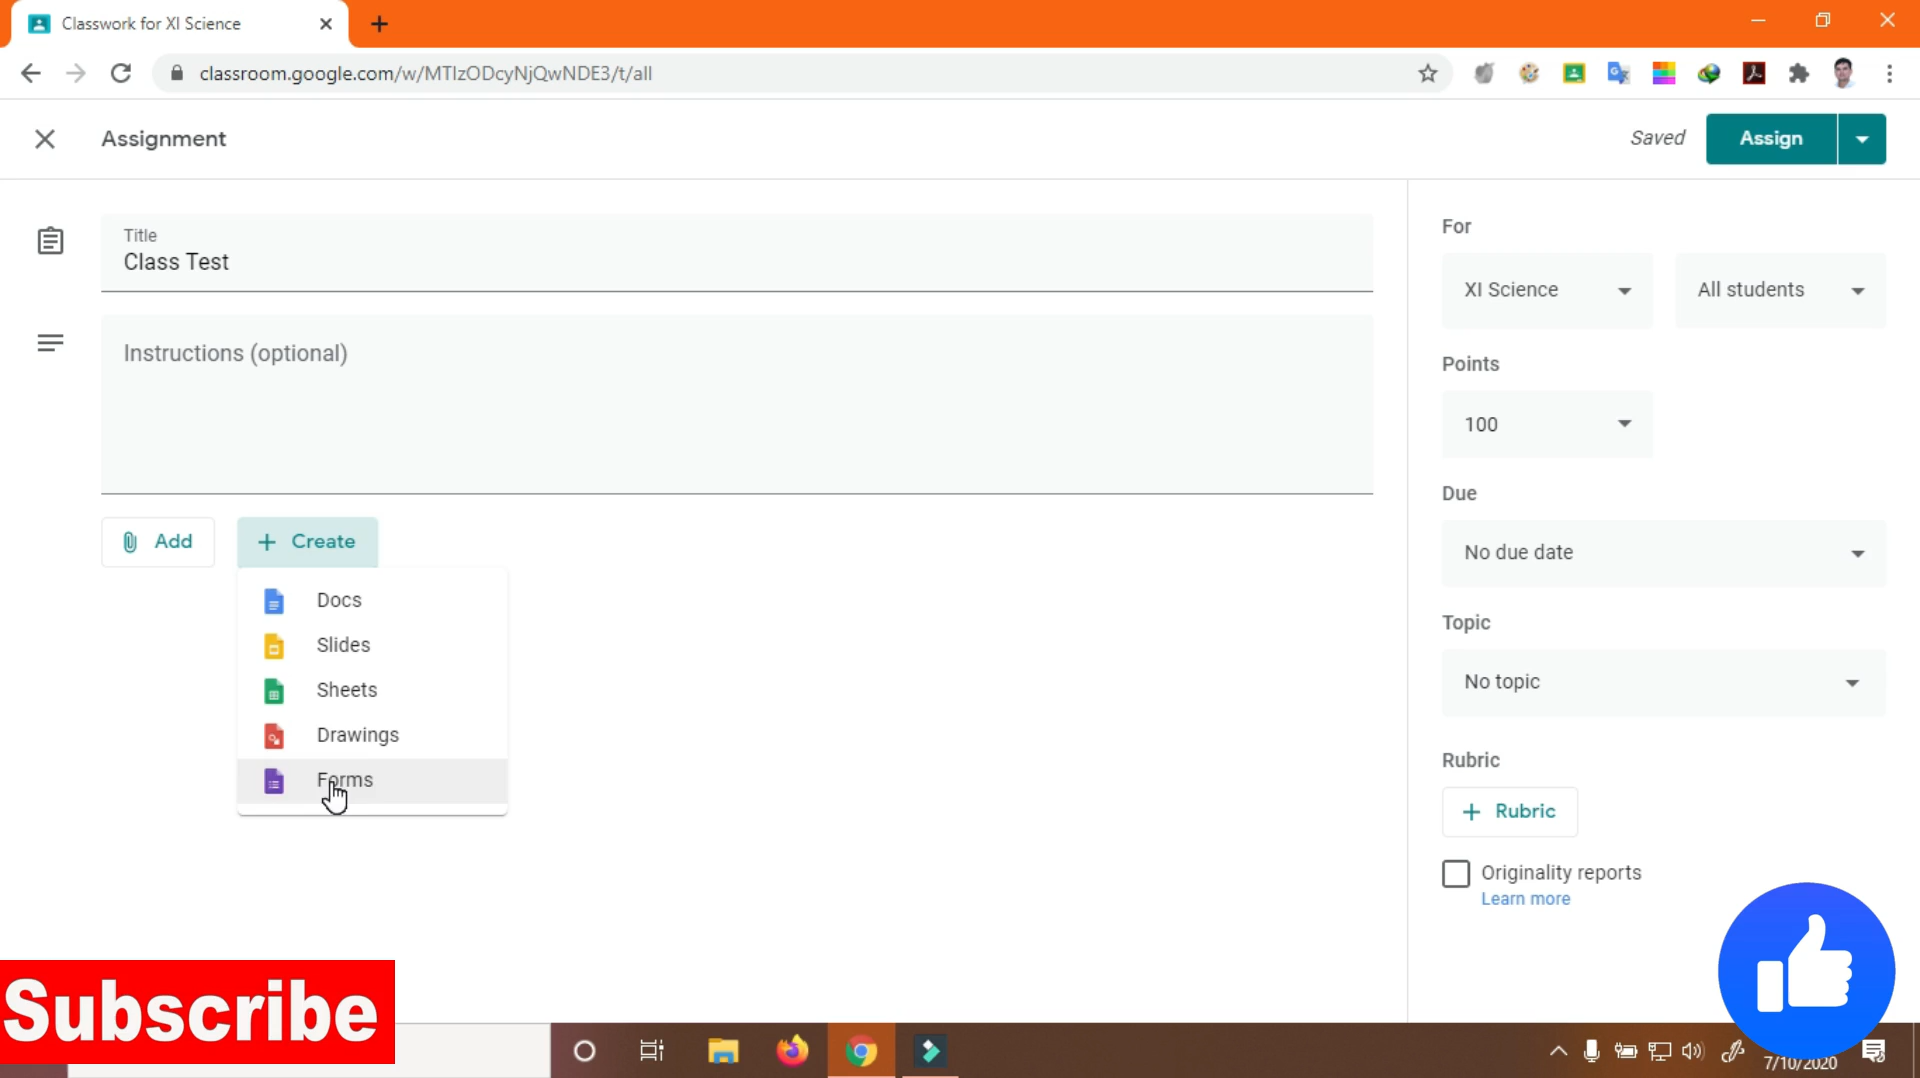 Classwork for XI Science
classroom.google.com/w/MTIzODcyNjQwNDE3/t/all
Assignment
Saved
Assign
Title
Class Test
Instructions (optional)
Add
Create
Docs
Slides
Sheets
Drawings
Forms
For
XI Science
All students
Points
100
Due
No due date
Topic
No topic
Rubric
Rubric
Originality reports
Learn more
Subscribe
7/10/2020